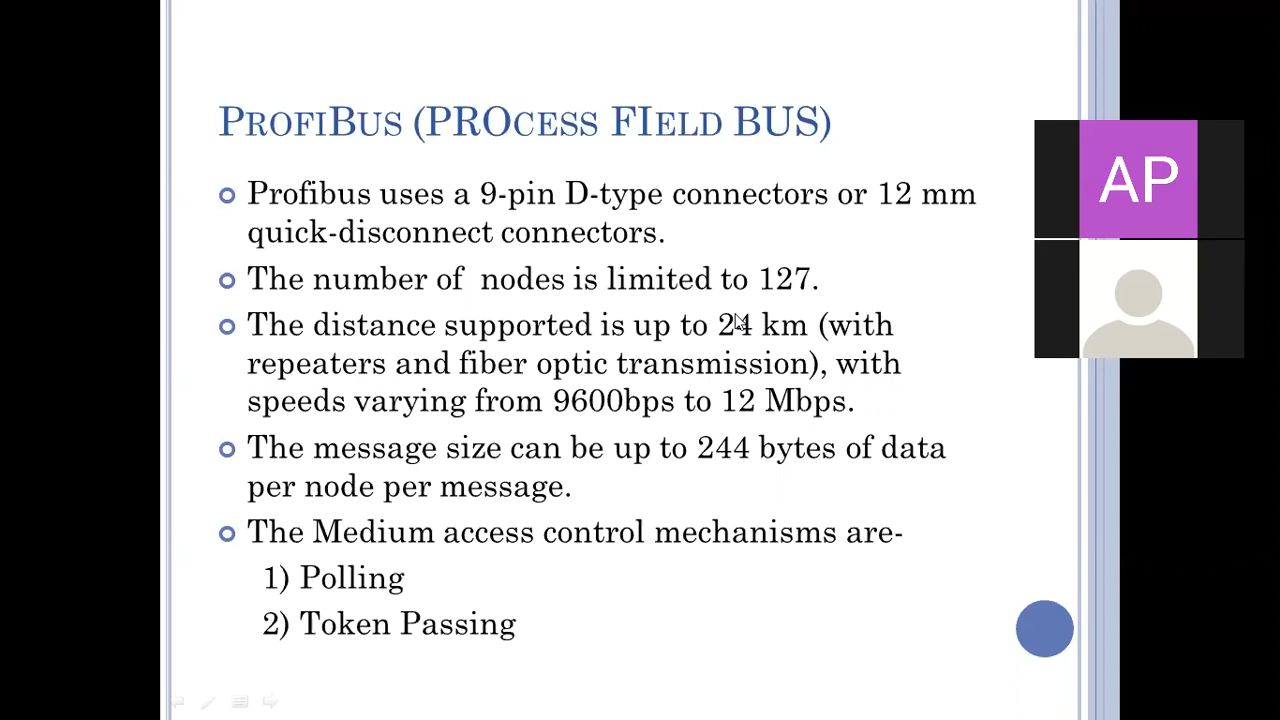 PROFIBUS (PROCESS FIELD BUS)
Profibus uses a 9-pin D-type connectors or 12 mm
quick-disconnect connectors.
The number of nodes is limited to 127.
The distance supported is up to 24 km (with
repeaters and fiber optic transmission), with
speeds varying from 9600bps to 12 Mbps.
The message size can be up to 244 bytes of data
per node per message.
The Medium access control mechanisms are-
1) Polling
2) Token Passing
AP